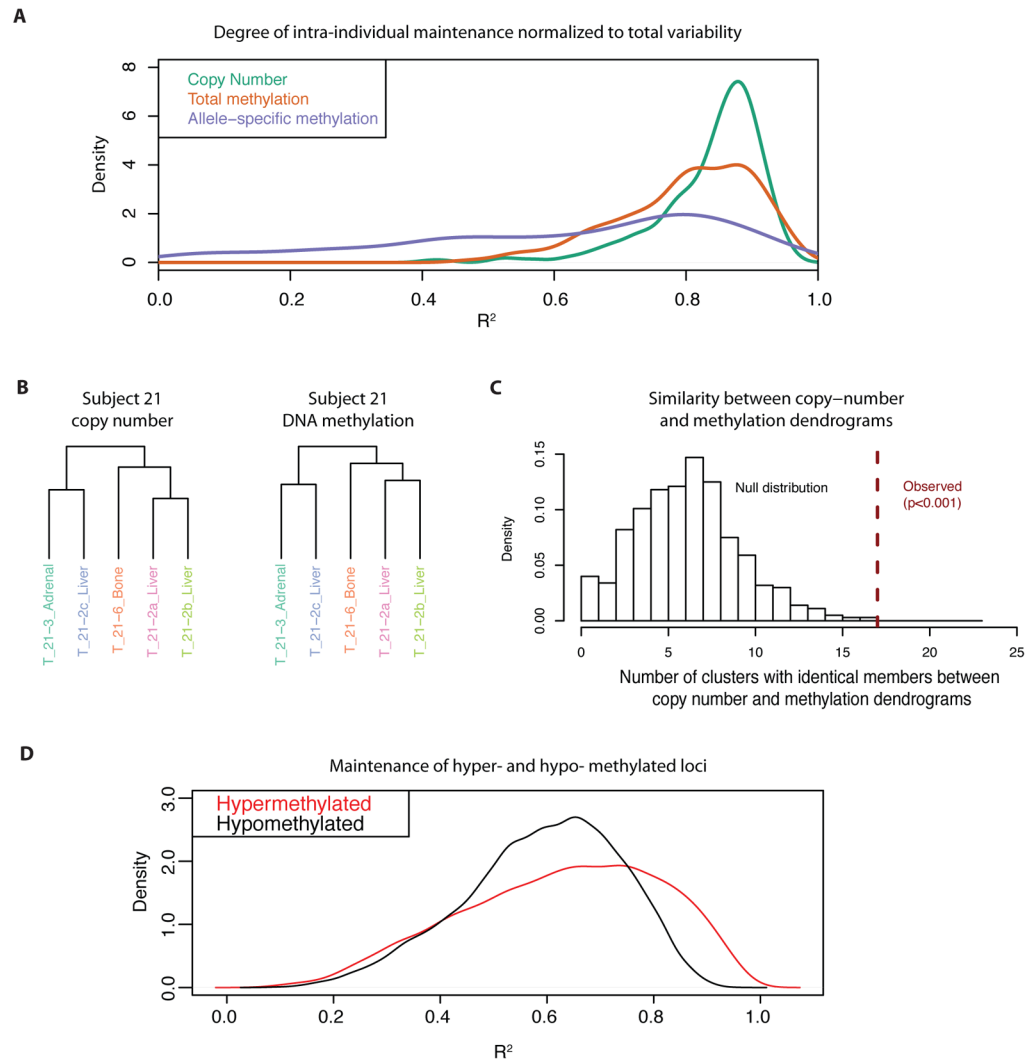 A
Degree of intra-individual maintenance normalized to total variability
Copy Number
Total methylation
Allele−specific methylation
Density
8
6
4
2
0
0.0 0.2 0.4 0.6 0.8 1.0
R²
B
Subject 21
copy number
Subject 21
DNA methylation
T_21−3_Adrenal
T_21−2c_Liver
T_21−6_Bone
T_21−2a_Liver
T_21−2b_Liver
T_21−3_Adrenal
T_21−2c_Liver
T_21−6_Bone
T_21−2a_Liver
T_21−2b_Liver
C
Similarity between copy−number
and methylation dendrograms
Null distribution
Observed
(p<0.001)
Density
0.15
0.10
0.05
0.00
0 5 10 15 20 25
Number of clusters with identical members between
copy number and methylation dendrograms
D
Maintenance of hyper- and hypo- methylated loci
Hypermethylated
Hypomethylated
Density
3.0
2.0
1.0
0.0
0.0 0.2 0.4 0.6 0.8 1.0
R²